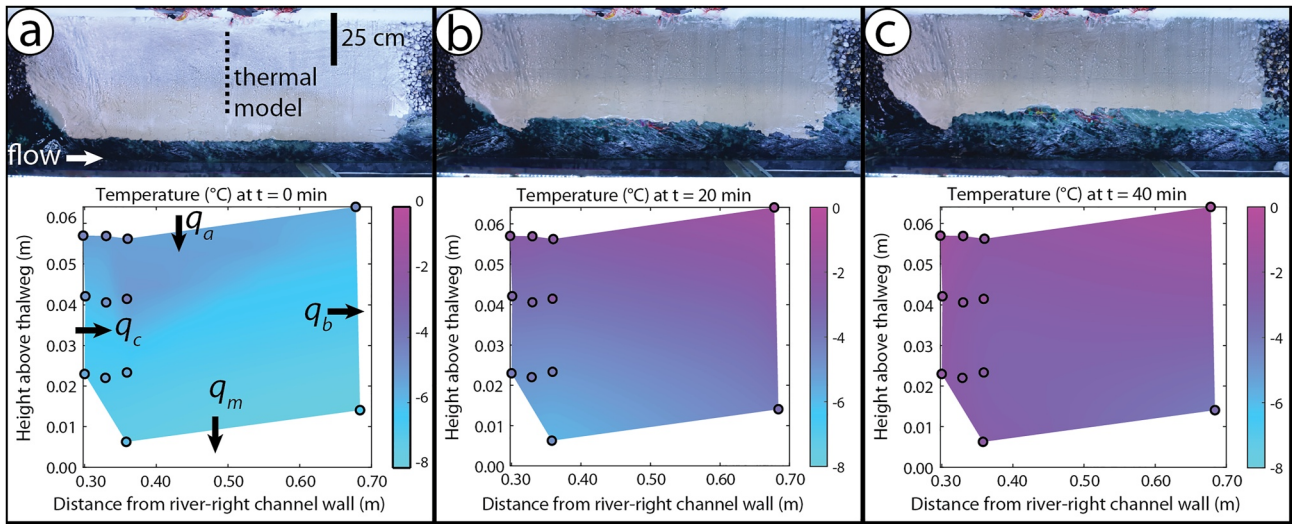 a
25 cm
thermal
model
flow
b
c
Temperature (°C) at t = 0 min
0.06
0.05
0.04
0.03
0.02
0.01
0.00
Height above thalweg (m)
0.30
0.40
0.50
0.60
0.70
Distance from river-right channel wall (m)
qa
qb
qc
qm
0
-2
-4
-6
-8
Temperature (°C) at t = 20 min
0.06
0.05
0.04
0.03
0.02
0.01
0.00
Height above thalweg (m)
0.30
0.40
0.50
0.60
0.70
Distance from river-right channel wall (m)
0
-2
-4
-6
-8
Temperature (°C) at t = 40 min
0.06
0.05
0.04
0.03
0.02
0.01
0.00
Height above thalweg (m)
0.30
0.40
0.50
0.60
0.70
Distance from river-right channel wall (m)
0
-2
-4
-6
-8